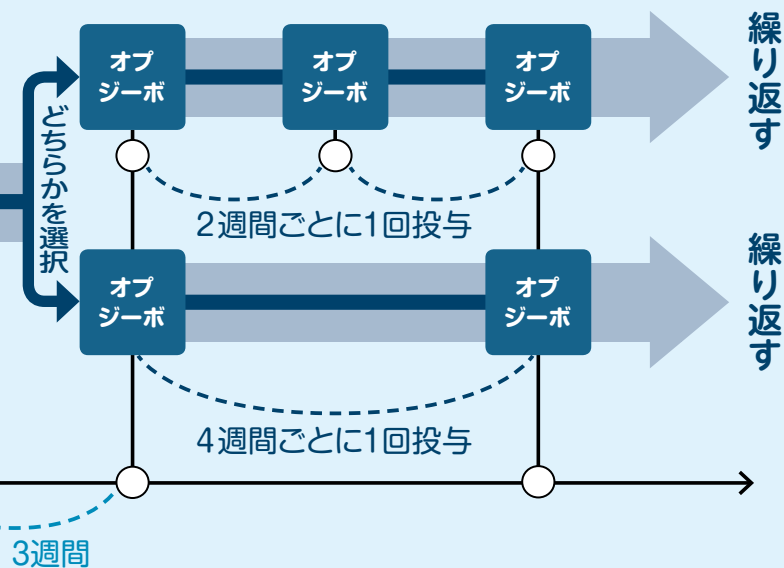 オプ
ジーボ
オプ
ジーボ
オプ
ジーボ
繰り返す
どちらかを選択
2週間ごとに1回投与
オプ
ジーボ
オプ
ジーボ
繰り返す
4週間ごとに1回投与
3週間